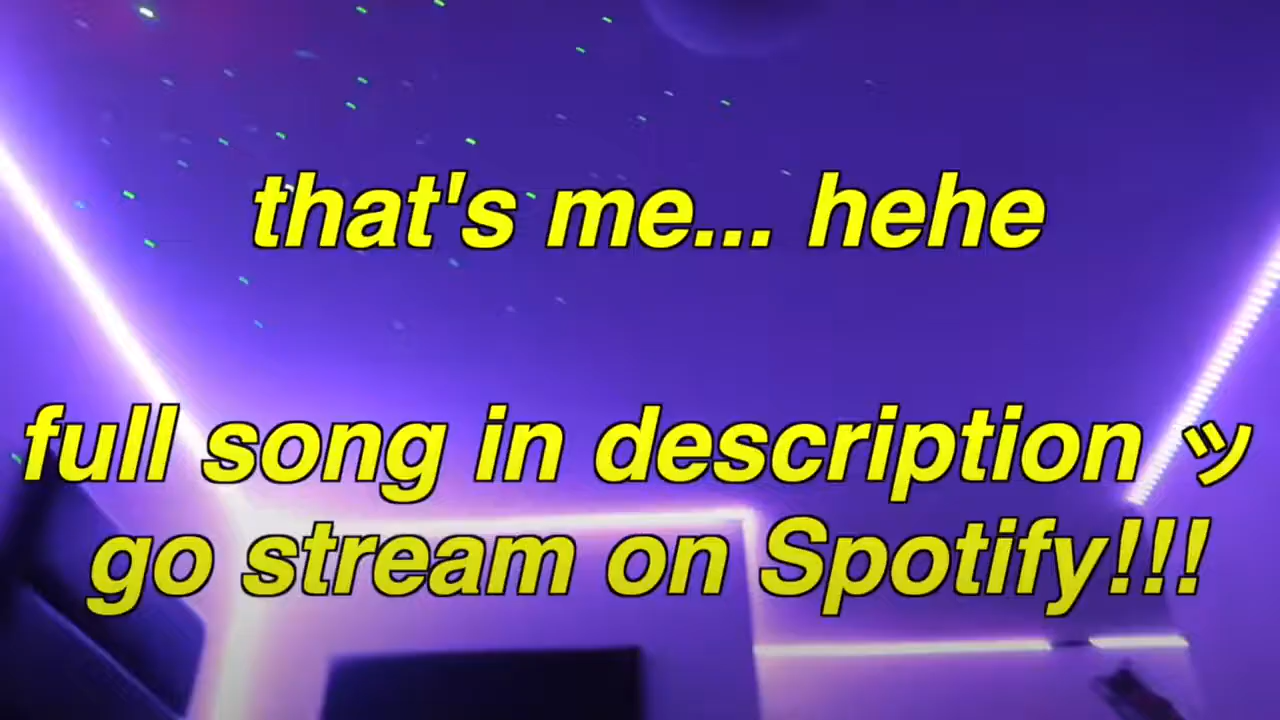 that's me... hehe
full song in description ッ
go stream on Spotify!!!